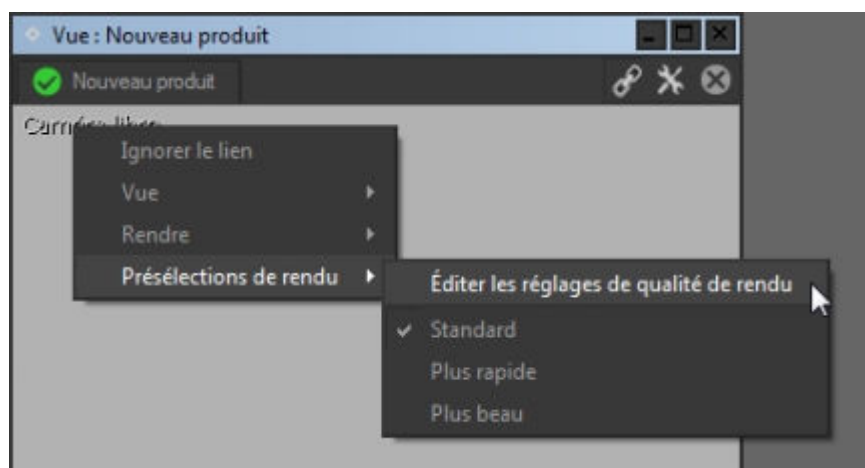 Vue : Nouveau produit
Nouveau produit
Ignorer le lien
Vue
Rendre
Présélections de rendu
Éditer les réglages de qualité de rendu
Standard
Plus rapide
Plus beau